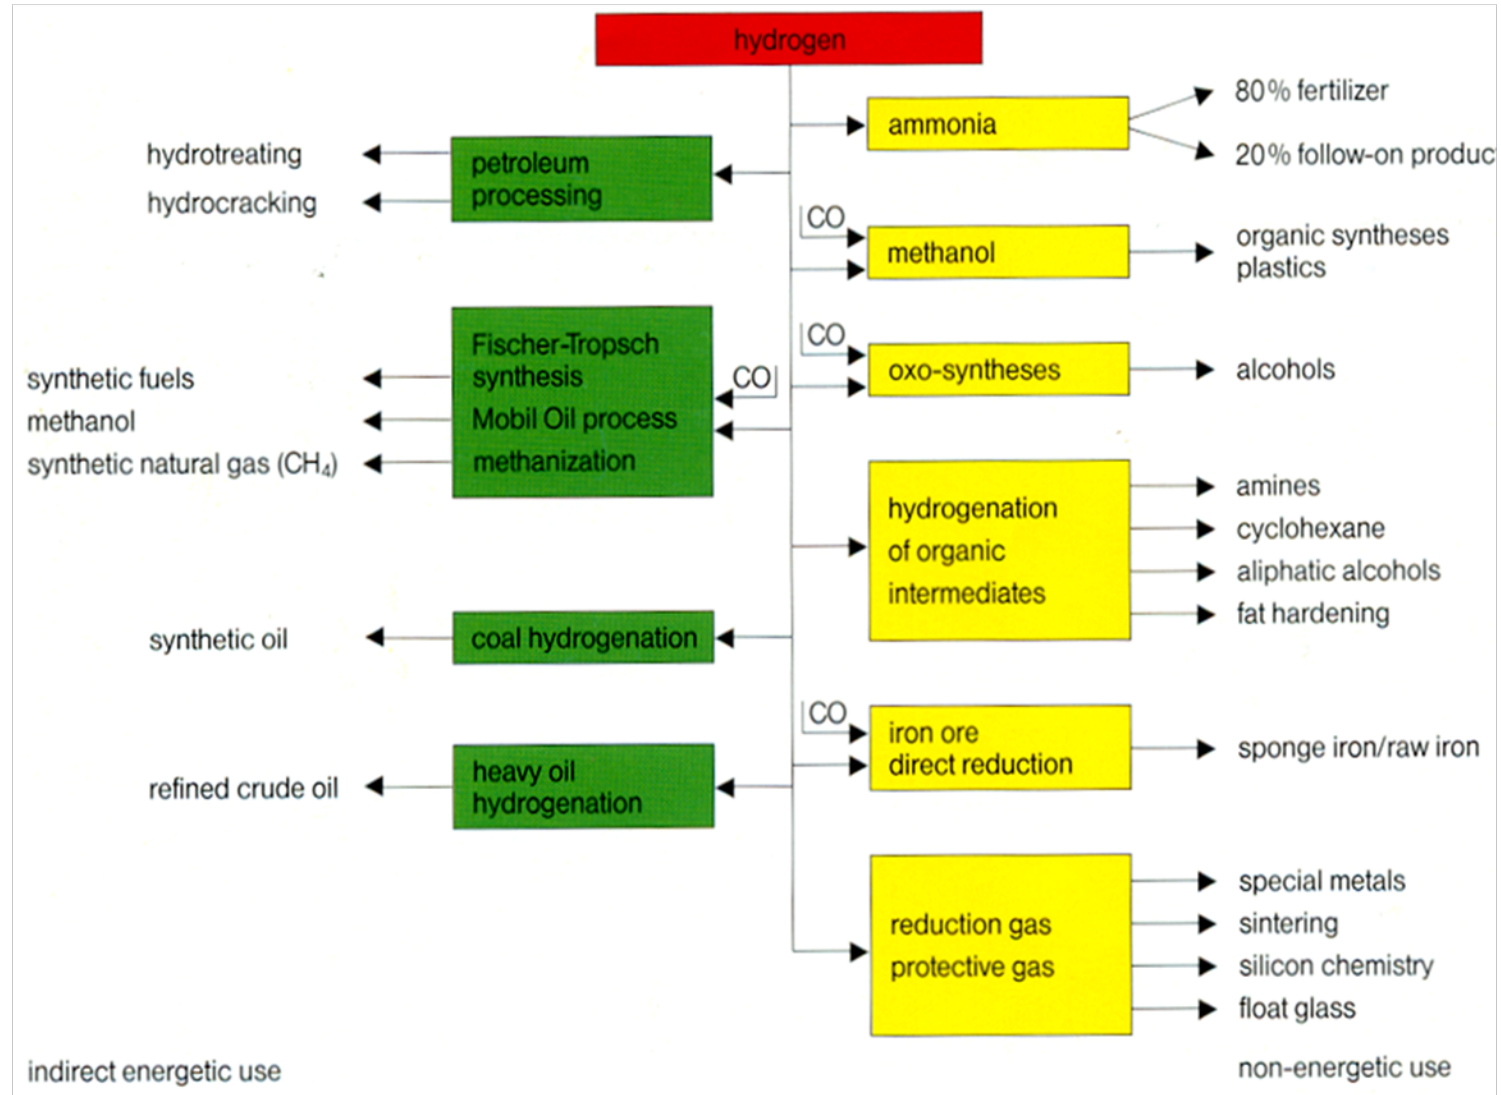 hydrogen
ammonia
80% fertilizer
20% follow-on produc
petroleum
processing
hydrotreating
hydrocracking
CO
methanol
organic syntheses
plastics
CO
oxo-syntheses
alcohols
Fischer-Tropsch
synthesis
Mobil Oil process
methanization
CO
synthetic fuels
methanol
synthetic natural gas (CH₄)
hydrogenation
of organic
intermediates
amines
cyclohexane
aliphatic alcohols
fat hardening
coal hydrogenation
synthetic oil
CO
iron ore
direct reduction
sponge iron/raw iron
heavy oil
hydrogenation
refined crude oil
reduction gas
protective gas
special metals
sintering
silicon chemistry
float glass
indirect energetic use
non-energetic use